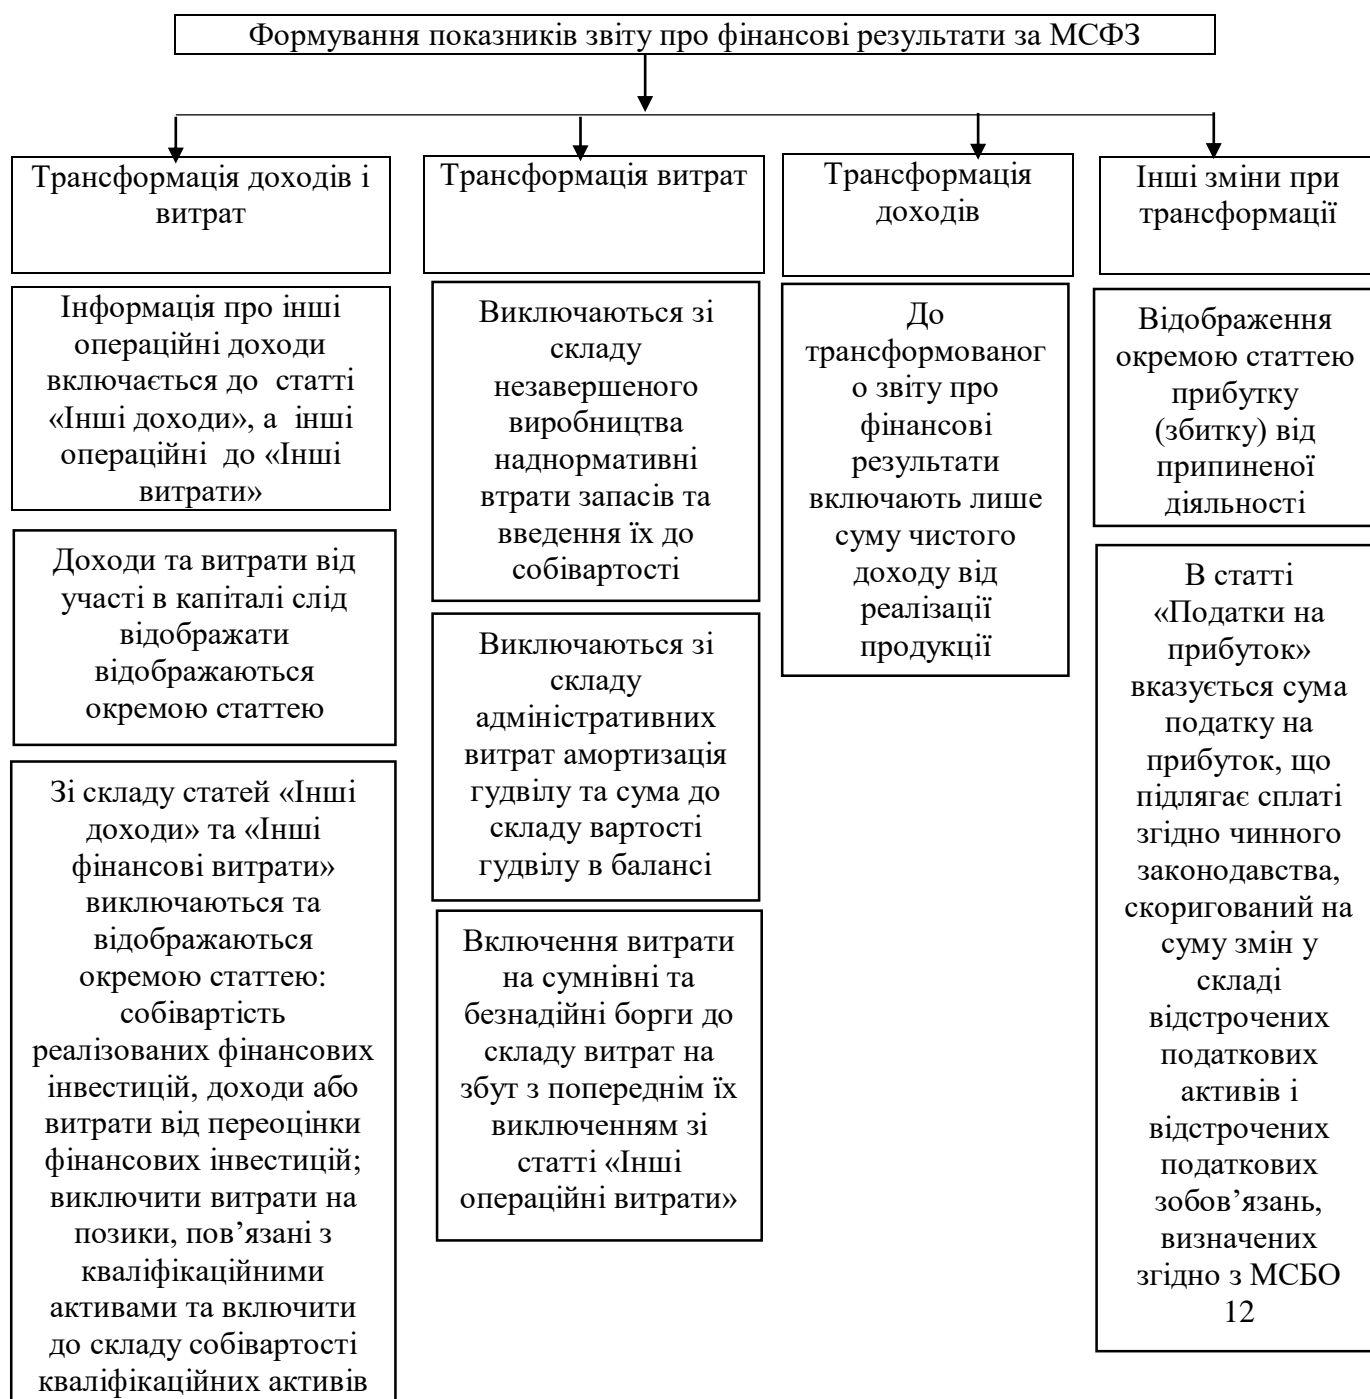 Формування показників звіту про фінансові результати за МСФЗ
Трансформація доходів і
витрат
Інформація про інші
операційні доходи
включається до статті
«Інші доходи», а інші
операційні до «Інші
витрати»
Доходи та витрати від
участі в капіталі слід
відображати
відображаються
окремою статтею
Зі складу статей «Інші
доходи» та «Інші
фінансові витрати»
виключаються та
відображаються
окремою статтею:
собівартість
реалізованих фінансових
інвестицій, доходи або
витрати від переоцінки
фінансових інвестицій;
виключити витрати на
позики, пов’язані з
кваліфікаційними
активами та включити
до складу собівартості
кваліфікаційних активів
Трансформація витрат
Виключаються зі
складу
незавершеного
виробництва
наднормативні
втрати запасів та
введення їх до
собівартості
Виключаються зі
складу
адміністративних
витрат амортизація
гудвілу та сума до
складу вартості
гудвілу в балансі
Включення витрати
на сумнівні та
безнадійні борги до
складу витрат на
збут з попереднім їх
виключенням зі
статті «Інші
операційні витрати»
Трансформація
доходів
До
трансформованог
о звіту про
фінансові
результати
включають лише
суму чистого
доходу від
реалізації
продукції
Інші зміни при
трансформації
Відображення
окремою статтею
прибутку
(збитку) від
припиненої
діяльності
В статті
«Податки на
прибуток»
вказується сума
податку на
прибуток, що
підлягає сплаті
згідно чинного
законодавства,
скоригований на
суму змін у
складі
відстрочених
податкових
активів і
відстрочених
податкових
зобов’язань,
визначених
згідно з МСБО
12